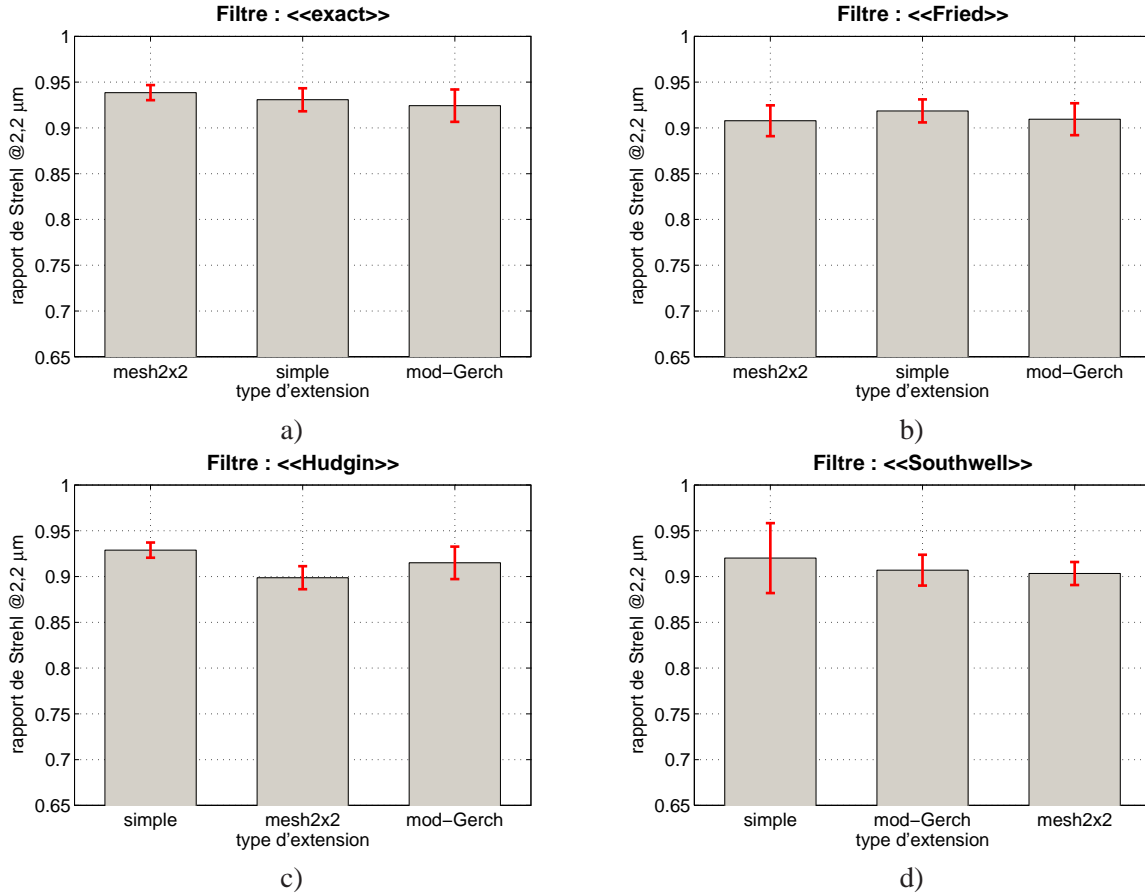 Filtre : <<exact>>
1
0.95
0.9
0.85
0.8
0.75
0.7
0.65
rapport de Strehl @2,2 µm
mesh2x2 simple mod−Gerch
type d'extension
a)
Filtre : <<Fried>>
1
0.95
0.9
0.85
0.8
0.75
0.7
0.65
rapport de Strehl @2,2 µm
mesh2x2 simple mod−Gerch
type d'extension
b)
Filtre : <<Hudgin>>
1
0.95
0.9
0.85
0.8
0.75
0.7
0.65
rapport de Strehl @2,2 µm
simple mesh2x2 mod−Gerch
type d'extension
c)
Filtre : <<Southwell>>
1
0.95
0.9
0.85
0.8
0.75
0.7
0.65
rapport de Strehl @2,2 µm
simple mod−Gerch mesh2x2
type d'extension
d)